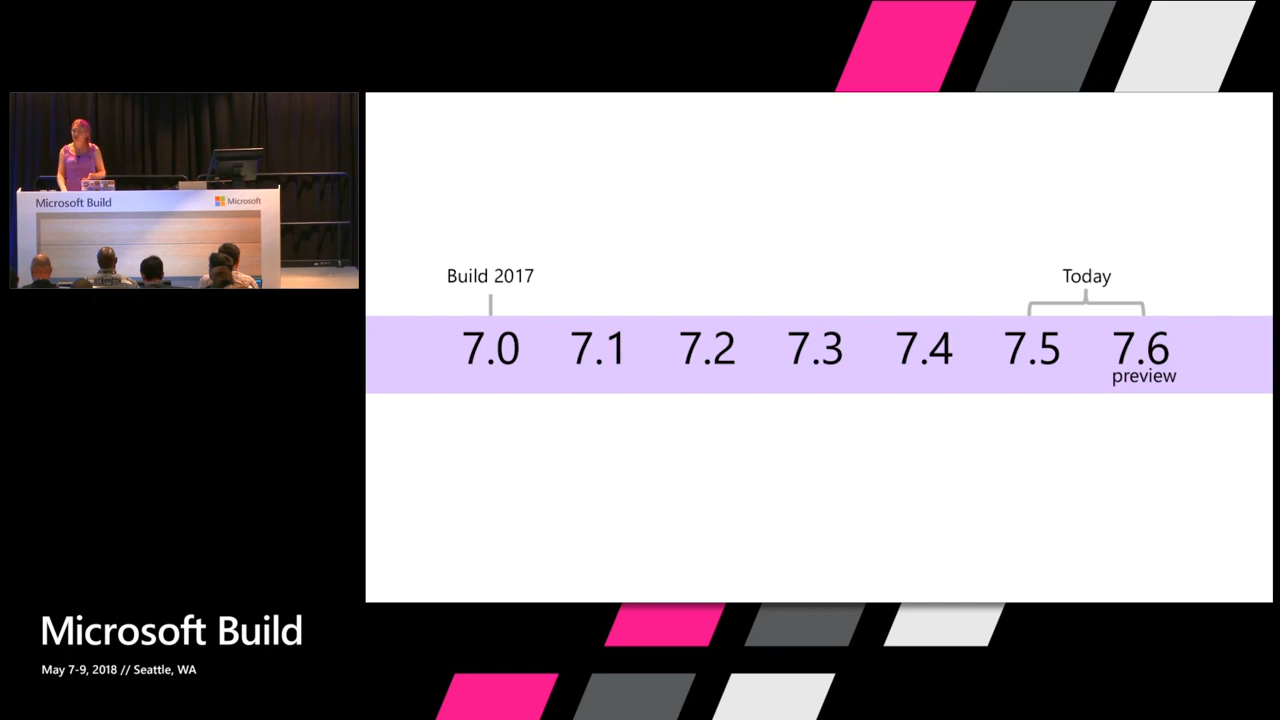 Microsoft Build
Microsoft
Build 2017
Today
7.0 7.1 7.2 7.3 7.4 7.5 7.6
preview
Microsoft Build
May 7-9, 2018 // Seattle, WA